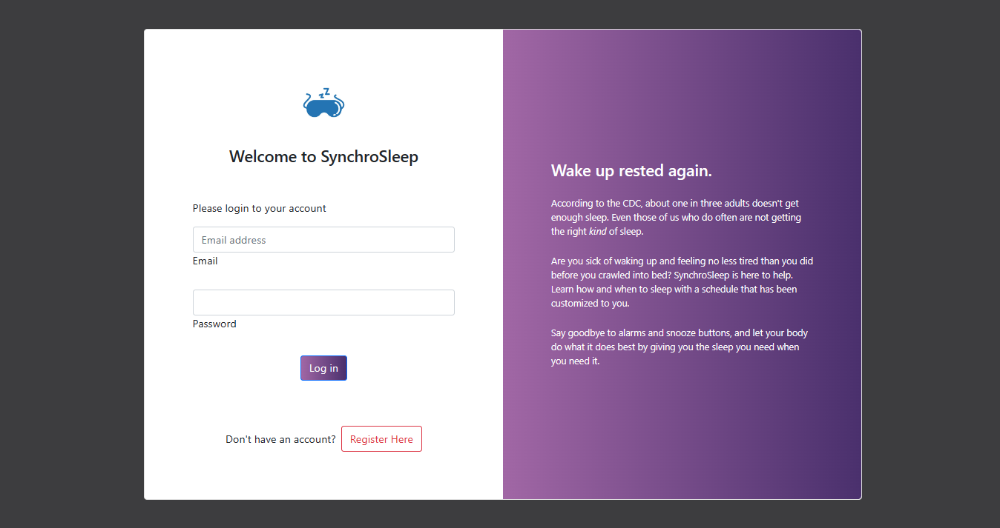 zZ
Welcome to SynchroSleep
Please login to your account
Email address
Email
Password
Log in
Don't have an account? Register Here
Wake up rested again.
According to the CDC, about one in three adults doesn't get
enough sleep. Even those of us who do often are not getting
the right kind of sleep.
Are you sick of waking up and feeling no less tired than you did
before you crawled into bed? SynchroSleep is here to help.
Learn how and when to sleep with a schedule that has been
customized to you.
Say goodbye to alarms and snooze buttons, and let your body
do what it does best by giving you the sleep you need when
you need it.